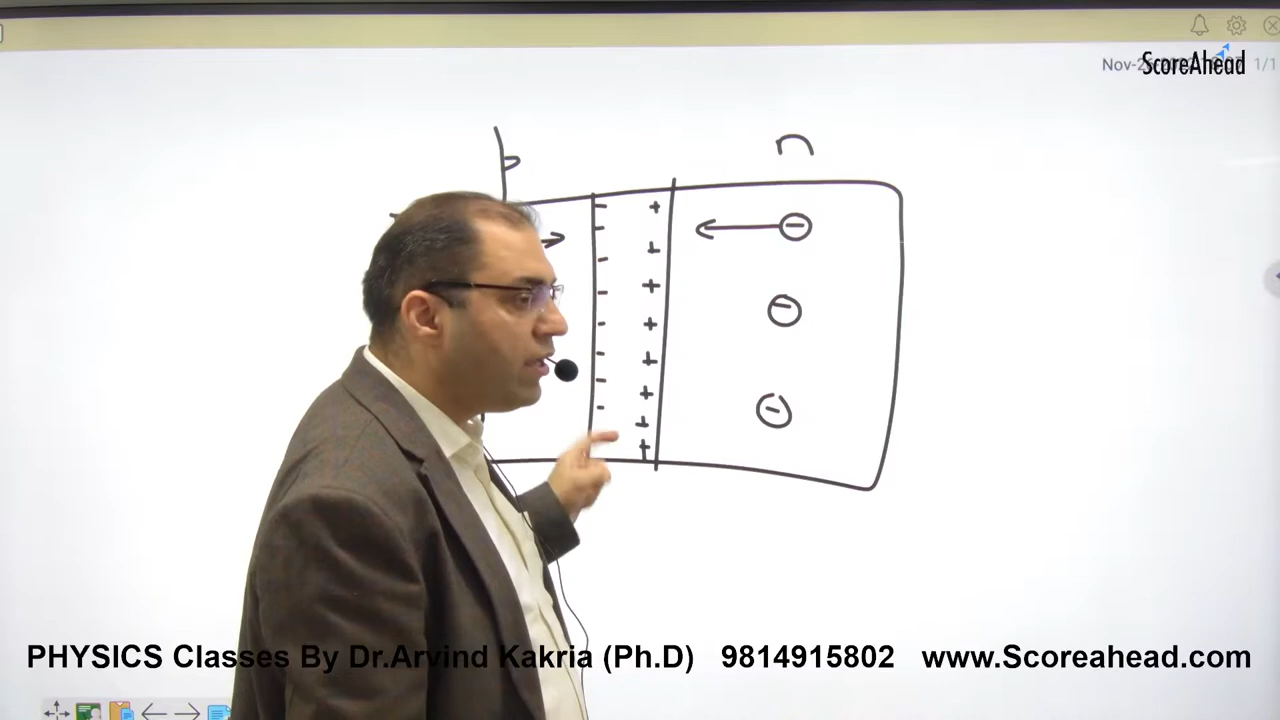 Nov-2
ScoreAhead
1/1
p
n
PHYSICS Classes By Dr.Arvind Kakria (Ph.D) 9814915802 www.Scoreahead.com